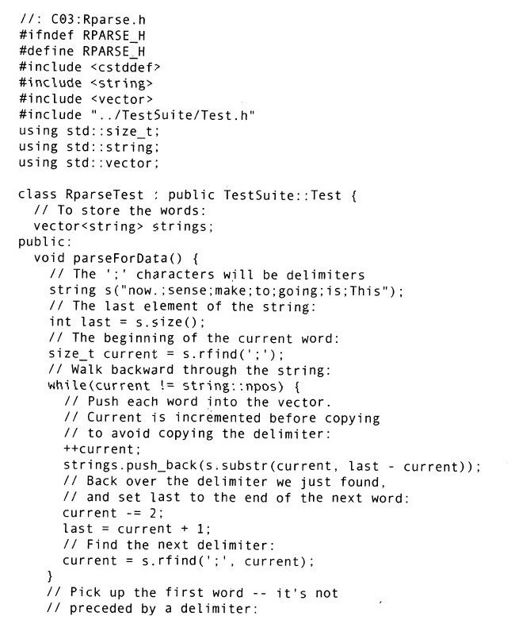 //: C03:Rparse.h
#ifndef RPARSE_H
#define RPARSE_H
#include <cstddef>
#include <string>
#include <vector>
#include "../TestSuite/Test.h"
using std::size_t;
using std::string;
using std::vector;

class RparseTest : public TestSuite::Test {
  // To store the words:
  vector<string> strings;
public:
  void parseForData() {
    // The ';' characters will be delimiters
    string s("now.;sense;make;to;going;is;This");
    // The last element of the string:
    int last = s.size();
    // The beginning of the current word:
    size_t current = s.rfind(';');
    // Walk backward through the string:
    while(current != string::npos) {
      // Push each word into the vector.
      // Current is incremented before copying
      // to avoid copying the delimiter:
      ++current;
      strings.push_back(s.substr(current, last - current));
      // Back over the delimiter we just found,
      // and set last to the end of the next word:
      current -= 2;
      last = current + 1;
      // Find the next delimiter:
      current = s.rfind(';', current);
    }
    // Pick up the first word -- it's not
    // preceded by a delimiter: